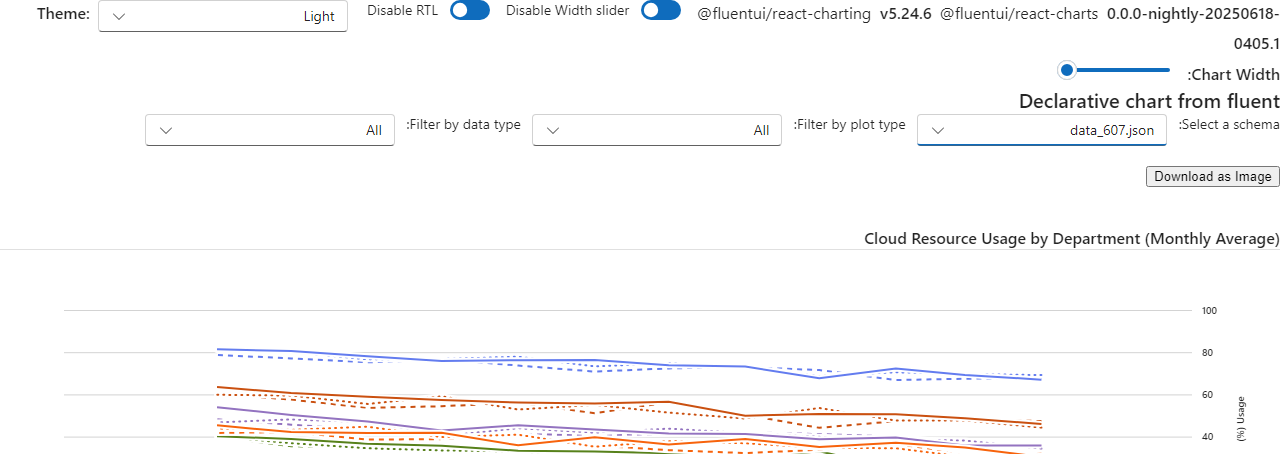 Theme: Light Disable RTL Disable Width slider @fluentui/react-charting v5.24.6 @fluentui/react-charts 0.0.0-nightly-20250618-
0405.1
:Chart Width
Declarative chart from fluent
:Select a schema data_607.json :Filter by plot type All :Filter by data type All
Download as Image
Cloud Resource Usage by Department (Monthly Average)
100
80
60
40
(%) Usage